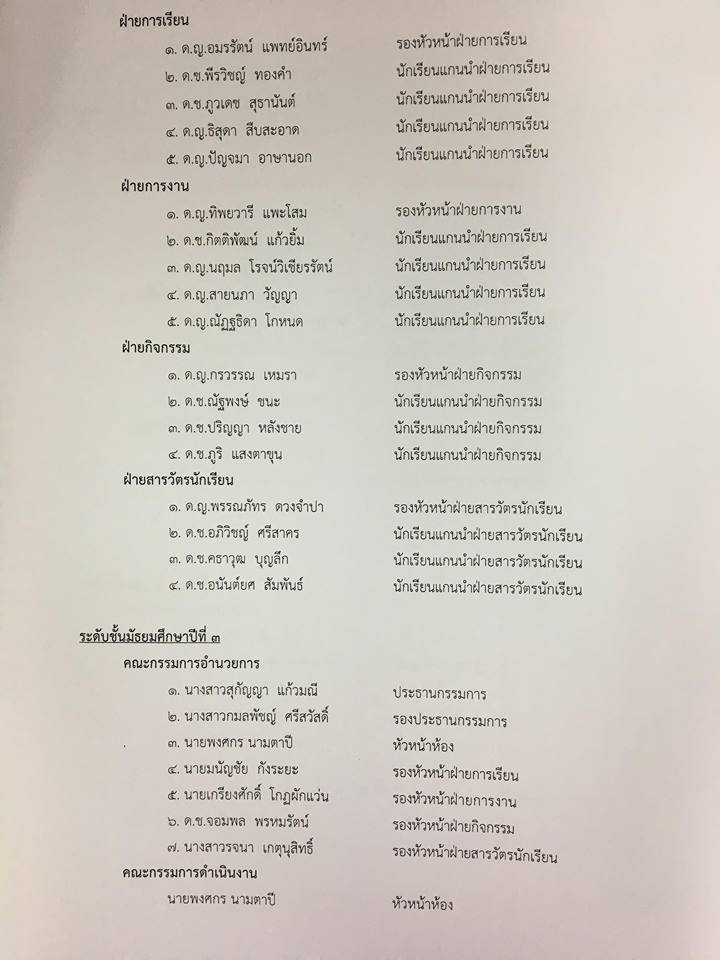 ฝ่ายการเรียน
๑. ด.ญ.อมรรัตน์ แพทย์อินทร์ รองหัวหน้าฝ่ายการเรียน
๒. ด.ช.พีรวิชญ์ ทองคำ นักเรียนแกนนำฝ่ายการเรียน
๓. ด.ช.ภูวเดช สุธานันต์ นักเรียนแกนนำฝ่ายการเรียน
๔. ด.ญ.ธิสุดา สืบสะอาด นักเรียนแกนนำฝ่ายการเรียน
๕. ด.ญ.ปัญจมา อาษานอก นักเรียนแกนนำฝ่ายการเรียน
ฝ่ายการงาน
๑. ด.ญ.ทิพยวารี แพะโสม รองหัวหน้าฝ่ายการงาน
๒. ด.ช.กิตติพัฒน์ แก้วยิ้ม นักเรียนแกนนำฝ่ายการเรียน
๓. ด.ญ.นฤมล โรจน์วิเชียรรัตน์ นักเรียนแกนนำฝ่ายการเรียน
๔. ด.ญ.สายนภา วัญญา นักเรียนแกนนำฝ่ายการเรียน
๕. ด.ญ.ณัฏฐธิดา โกหนด นักเรียนแกนนำฝ่ายการเรียน
ฝ่ายกิจกรรม
๑. ด.ญ.กรวรรณ เหมรา รองหัวหน้าฝ่ายกิจกรรม
๒. ด.ช.ณัฐพงษ์ ชนะ นักเรียนแกนนำฝ่ายกิจกรรม
๓. ด.ช.ปริญญา หลังชาย นักเรียนแกนนำฝ่ายกิจกรรม
๔. ด.ช.ภูริ แสงตาขุน นักเรียนแกนนำฝ่ายกิจกรรม
ฝ่ายสารวัตรนักเรียน
๑. ด.ญ.พรรณภัทร ดวงจำปา รองหัวหน้าฝ่ายสารวัตรนักเรียน
๒. ด.ช.อภิวิชญ์ ศรีสาคร นักเรียนแกนนำฝ่ายสารวัตรนักเรียน
๓. ด.ช.คธาวุฒ บุญลึก นักเรียนแกนนำฝ่ายสารวัตรนักเรียน
๔. ด.ช.อนันต์ยศ สัมพันธ์ นักเรียนแกนนำฝ่ายสารวัตรนักเรียน
ระดับชั้นมัธยมศึกษาปีที่ ๓
คณะกรรมการอำนวยการ
๑. นางสาวสุกัญญา แก้วมณี ประธานกรรมการ
๒. นางสาวกมลพัชญ์ ศรีสวัสดิ์ รองประธานกรรมการ
๓. นายพงศกร นามตาปี หัวหน้าห้อง
๔. นายมนัญชัย กังระยะ รองหัวหน้าฝ่ายการเรียน
๕. นายเกรียงศักดิ์ โกฏผักแว่น รองหัวหน้าฝ่ายการงาน
๖. ด.ช.จอมพล พรหมรัตน์ รองหัวหน้าฝ่ายกิจกรรม
๗. นางสาวรจนา เกตุนุสิทธิ์ รองหัวหน้าฝ่ายสารวัตรนักเรียน
คณะกรรมการดำเนินงาน
นายพงศกร นามตาปี หัวหน้าห้อง